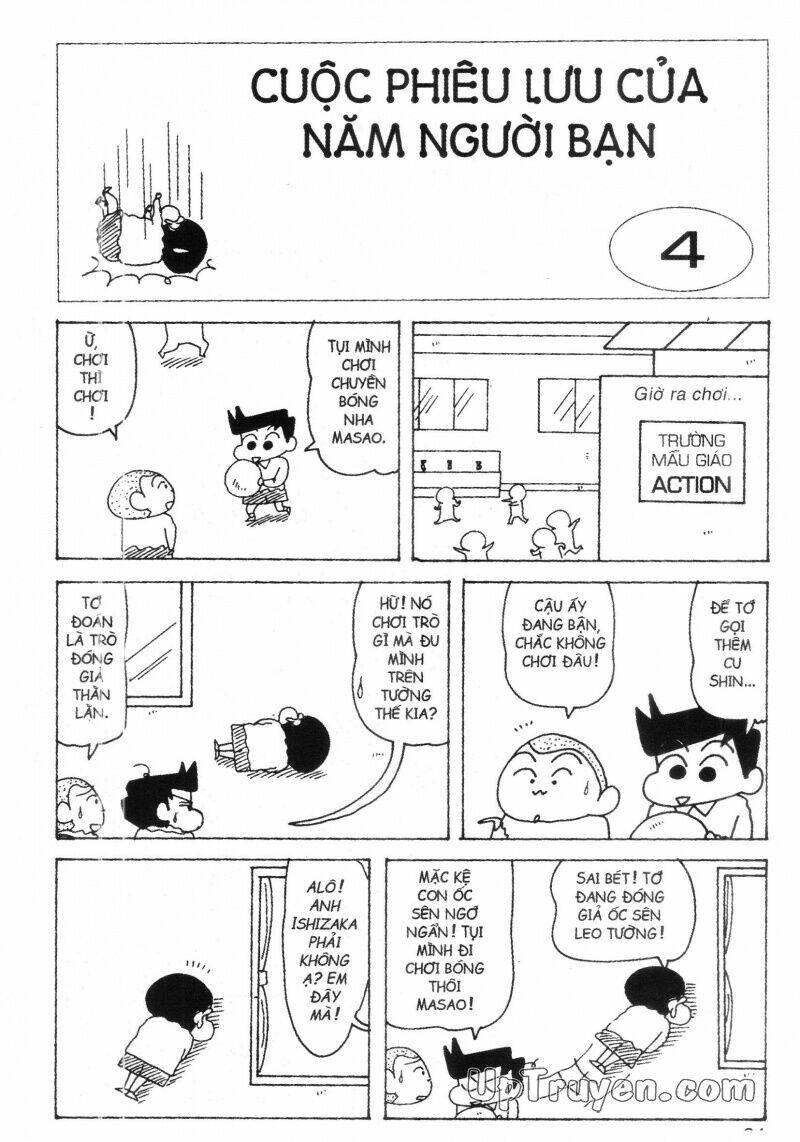 CUỘC PHIÊU LƯU CỦA
NĂM NGƯỜI BẠN
4
Giờ ra chơi...
TRƯỜNG
MẪU GIÁO
ACTION
TỤI MÌNH
CHƠI
CHUYỀN
BÓNG
NHA
MASAO.
Ừ,
CHƠI
THÌ
CHƠI
!
ĐỂ TỚ
GỌI
THÊM
CU
SHIN...
CẬU ẤY
ĐANG BẬN,
CHẮC KHÔNG
CHƠI ĐÂU!
HỪ! NÓ
CHƠI TRÒ
GÌ MÀ ĐU
MÌNH
TRÊN
TƯỜNG
THẾ KIA?
TỚ
ĐOÁN
LÀ TRÒ
ĐÓNG
GIẢ
THẰN
LẰN.
SAI BÉT! TỚ
ĐANG ĐÓNG
GIẢ ỐC SÊN
LEO TƯỜNG!
MẶC KỆ
CON ỐC
SÊN NGỚ
NGẨN! TỤI
MÌNH ĐI
CHƠI BÓNG
THÔI
MASAO!
ALÔ!
ANH
ISHIZAKA
PHẢI
KHÔNG
Ạ? EM
ĐÂY
MÀ!
UpTruyen.com